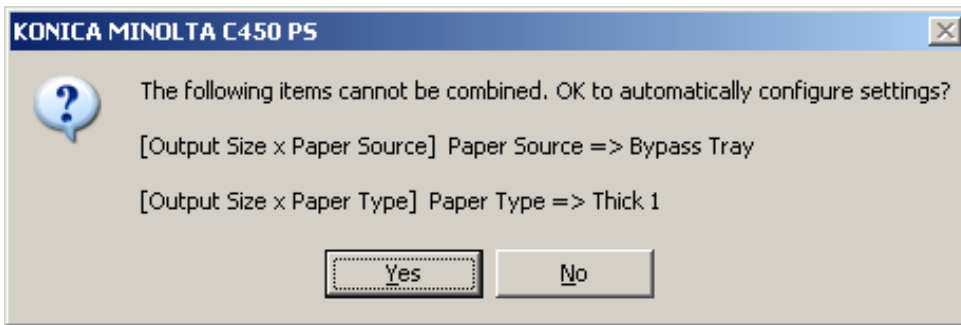 KONICA MINOLTA C450 PS
The following items cannot be combined. OK to automatically configure settings?
[Output Size x Paper Source] Paper Source => Bypass Tray
[Output Size x Paper Type] Paper Type => Thick 1
Yes No